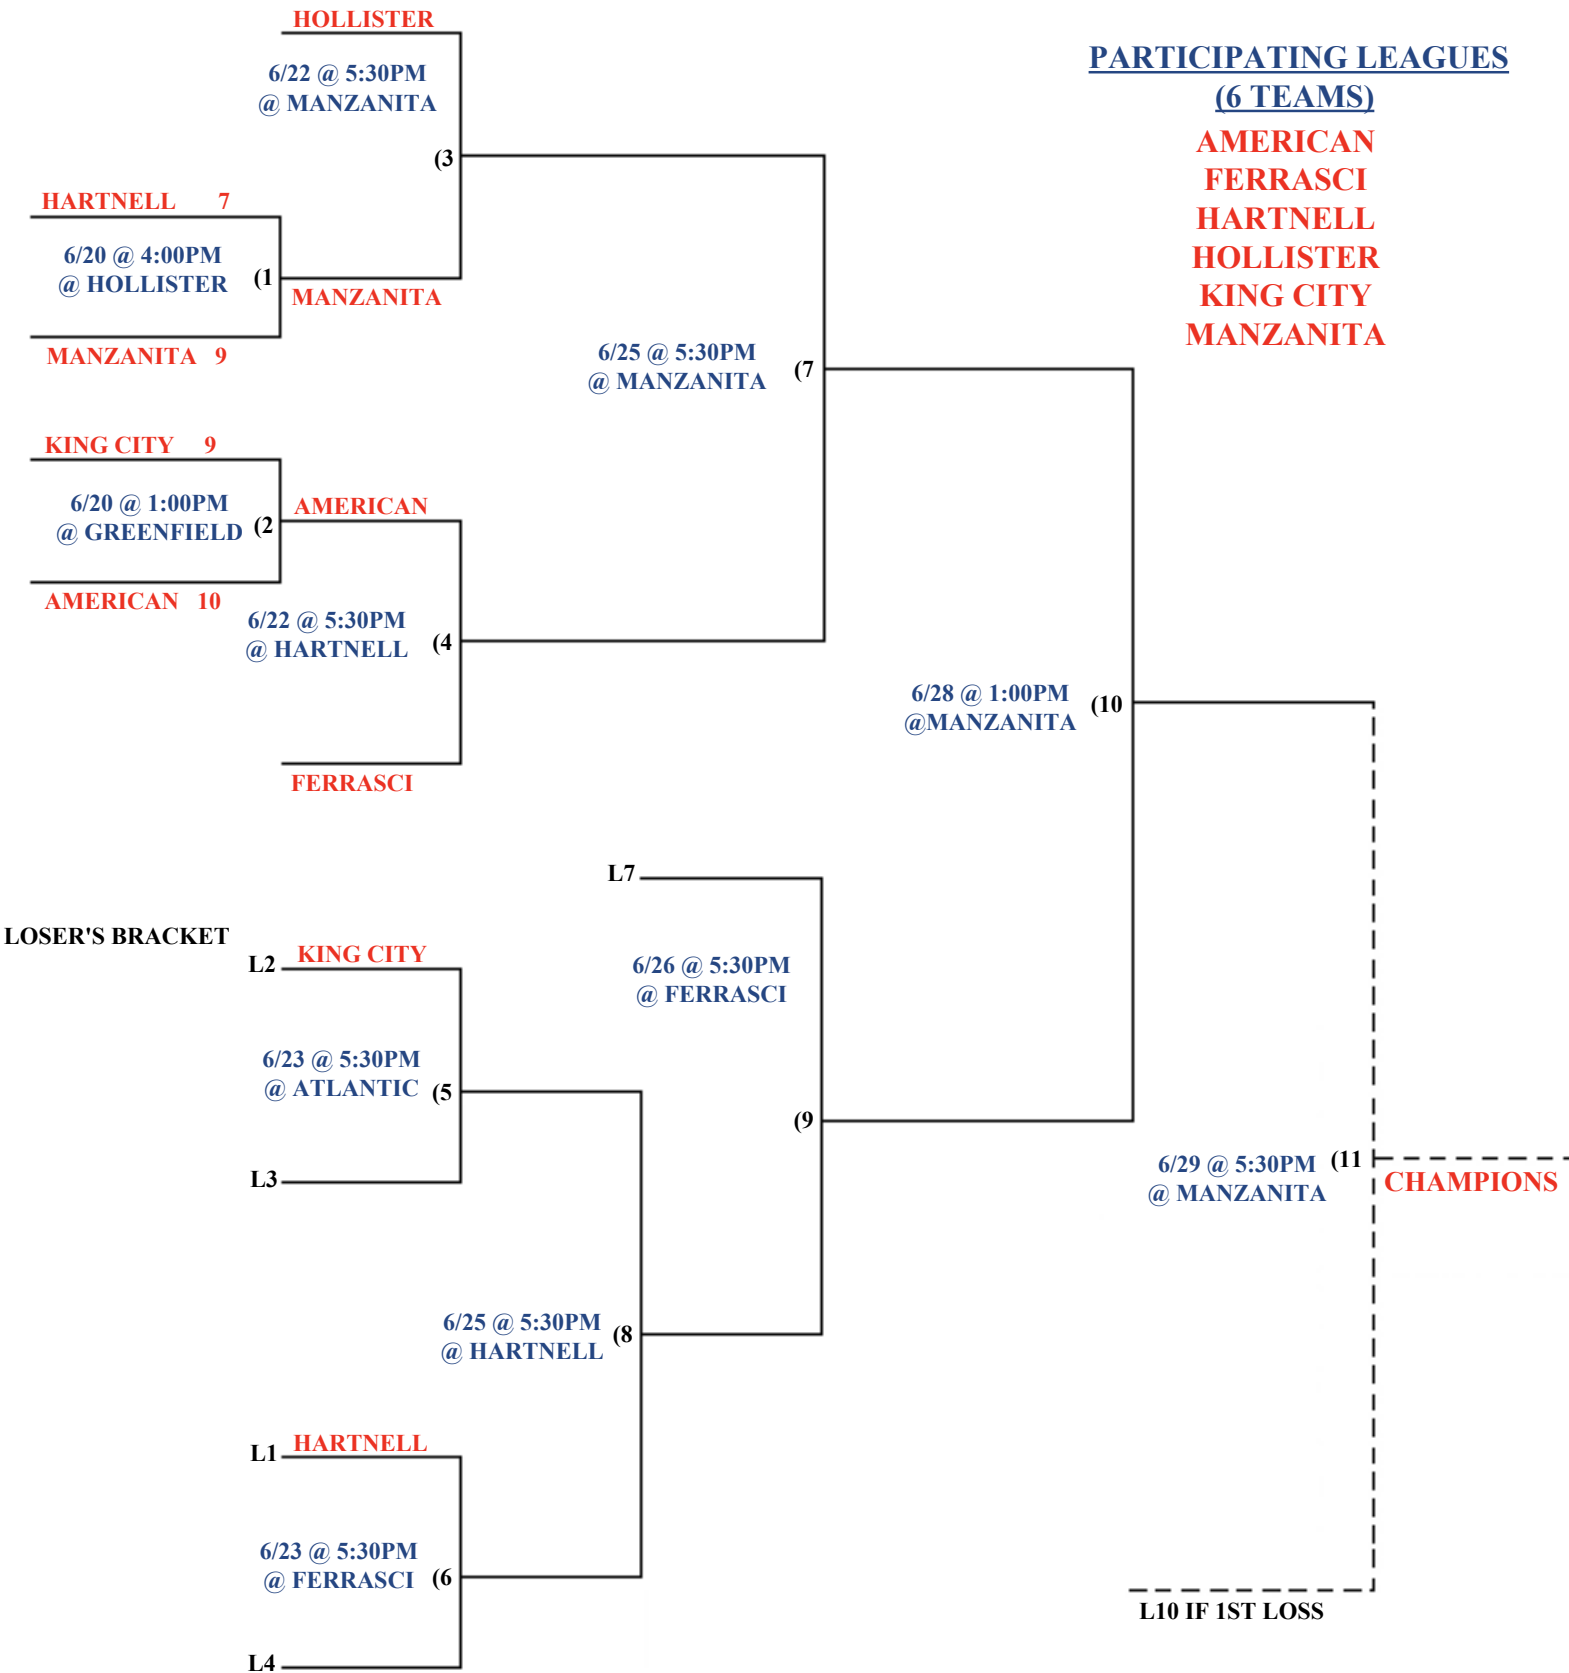 HOLLISTER
6/22 @ 5:30PM
@ MANZANITA
(3
PARTICIPATING LEAGUES
(6 TEAMS)
AMERICAN
FERRASCI
HARTNELL
HOLLISTER
KING CITY
MANZANITA
HARTNELL 7
6/20 @ 4:00PM
@ HOLLISTER
(1
MANZANITA
MANZANITA 9
6/25 @ 5:30PM
@ MANZANITA
(7
KING CITY 9
6/20 @ 1:00PM
@ GREENFIELD
(2
AMERICAN
AMERICAN 10
6/22 @ 5:30PM
@ HARTNELL
(4
FERRASCI
6/28 @ 1:00PM
@MANZANITA
(10
L7
LOSER'S BRACKET
L2 KING CITY
6/23 @ 5:30PM
@ ATLANTIC
(5
L3
6/26 @ 5:30PM
@ FERRASCI
(9
6/29 @ 5:30PM
@ MANZANITA
(11
CHAMPIONS
6/25 @ 5:30PM
@ HARTNELL
(8
L1 HARTNELL
6/23 @ 5:30PM
@ FERRASCI
(6
L4
L10 IF 1ST LOSS